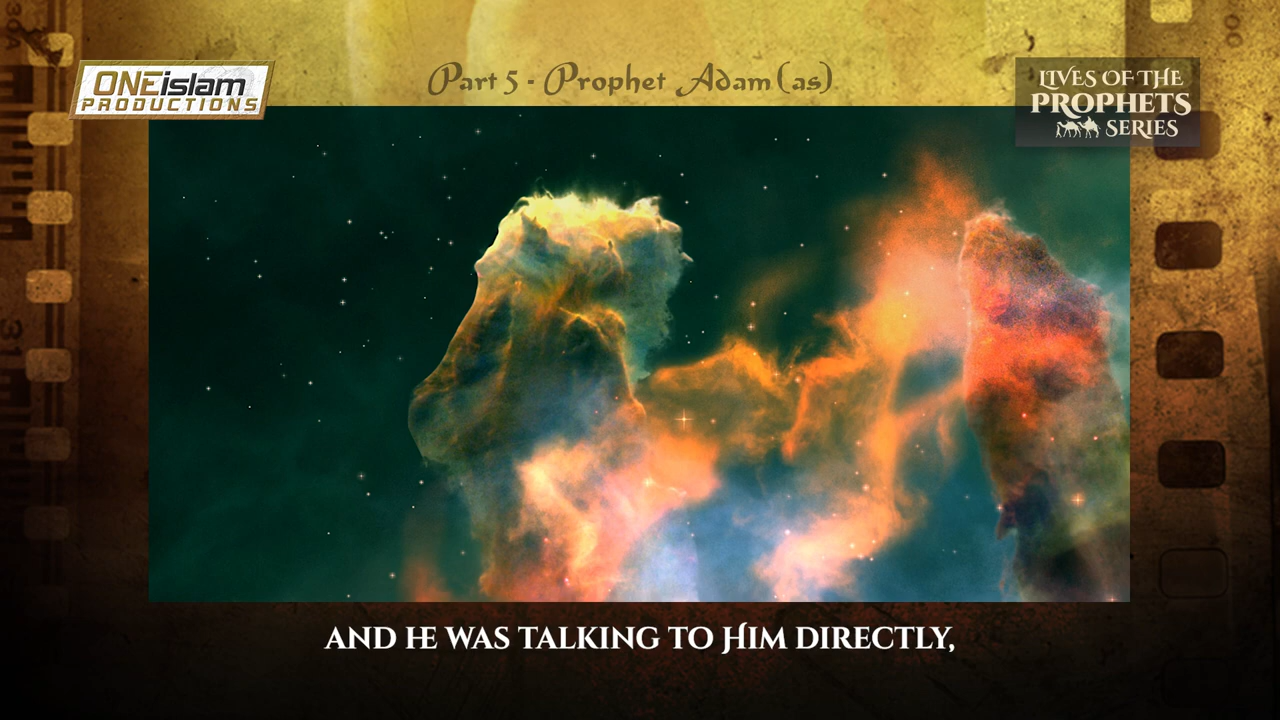 Part 5 - Prophet Adam (as)
ONEislam
PRODUCTIONS
LIVES OF THE
PROPHETS
SERIES
AND HE WAS TALKING TO HIM DIRECTLY,